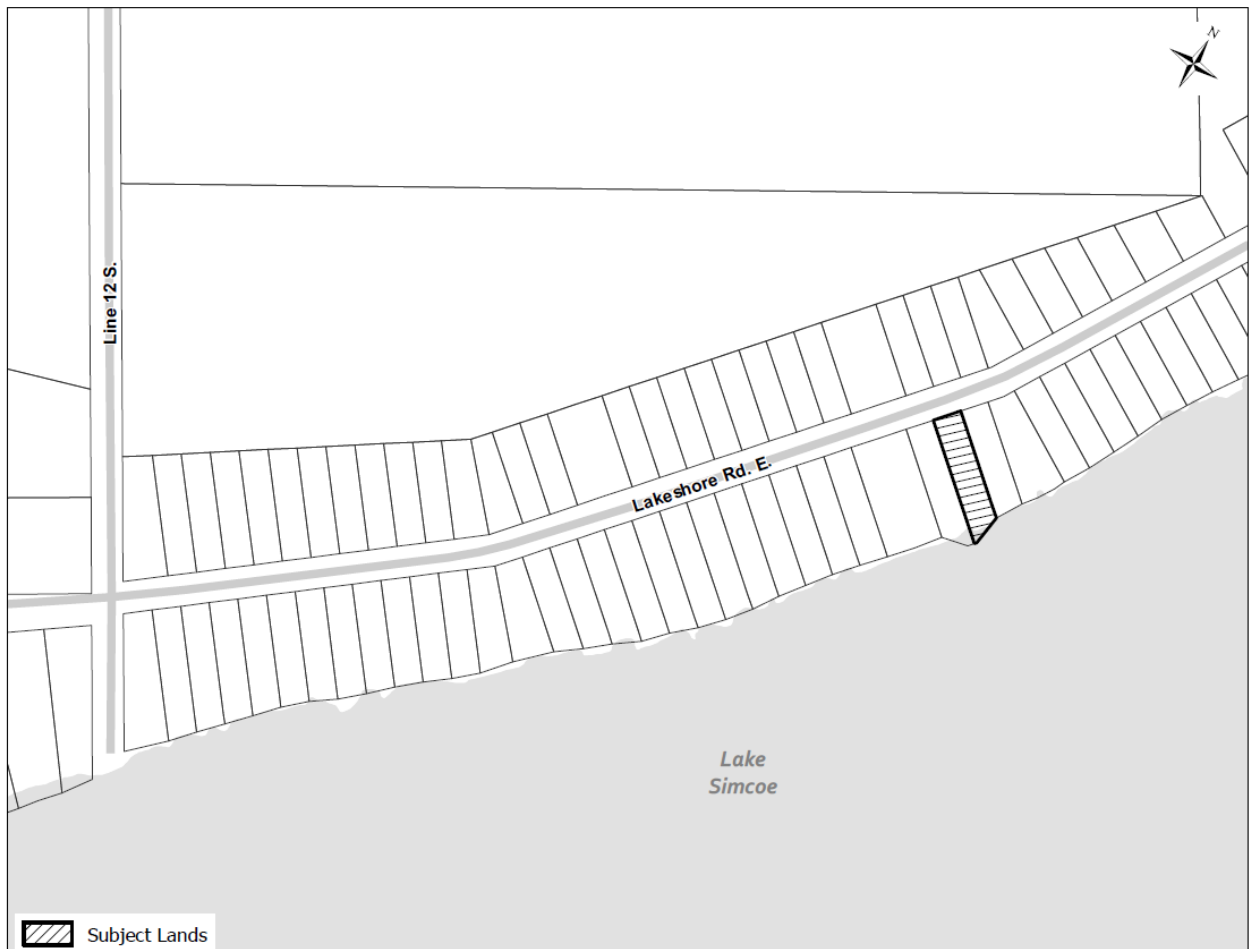 N
Line 12 S.
Lakeshore Rd. E.
Lake
Simcoe
Subject Lands